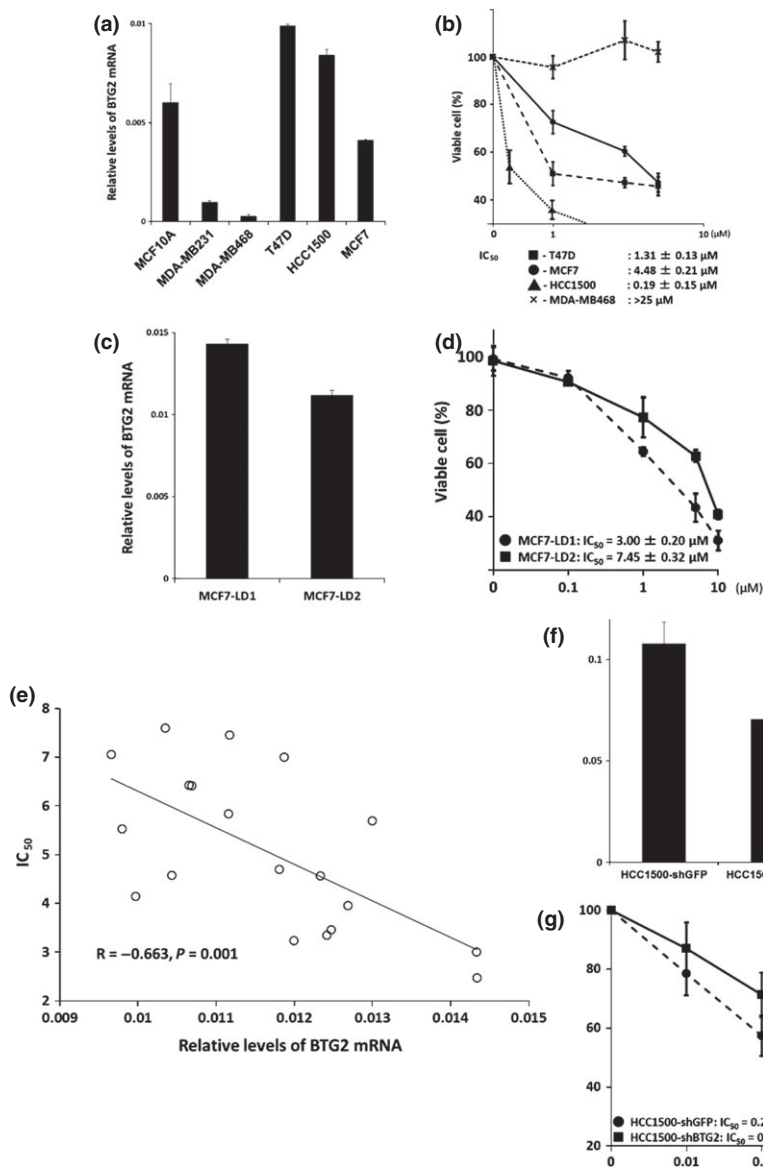 (a)
Relative levels of BTG2 mRNA
0.01
0.005
0
MCF10A
MDA-MB231
MDA-MB468
T47D
HCC1500
MCF7
(b)
Viable cell (%)
100
80
60
40
0
1
10 (μM)
IC50
- T47D : 1.31 ± 0.13 μM
- MCF7 : 4.48 ± 0.21 μM
- HCC1500 : 0.19 ± 0.15 μM
- MDA-MB468 : >25 μM
(c)
Relative levels of BTG2 mRNA
0.015
0.01
0.005
0
MCF7-LD1
MCF7-LD2
(d)
Viable cell (%)
100
80
60
40
MCF7-LD1: IC50 = 3.00 ± 0.20 μM
MCF7-LD2: IC50 = 7.45 ± 0.32 μM
0
0.1
1
10 (μM)
(e)
IC50
8
7
6
5
4
3
2
R = −0.663, P = 0.001
0.009
0.01
0.011
0.012
0.013
0.014
0.015
Relative levels of BTG2 mRNA
(f)
0.1
0.05
0
HCC1500-shGFP
HCC150
(g)
100
80
60
40
20
HCC1500-shGFP: IC50 = 0.2
HCC1500-shBTG2: IC50 = 0.
0
0.01
0.